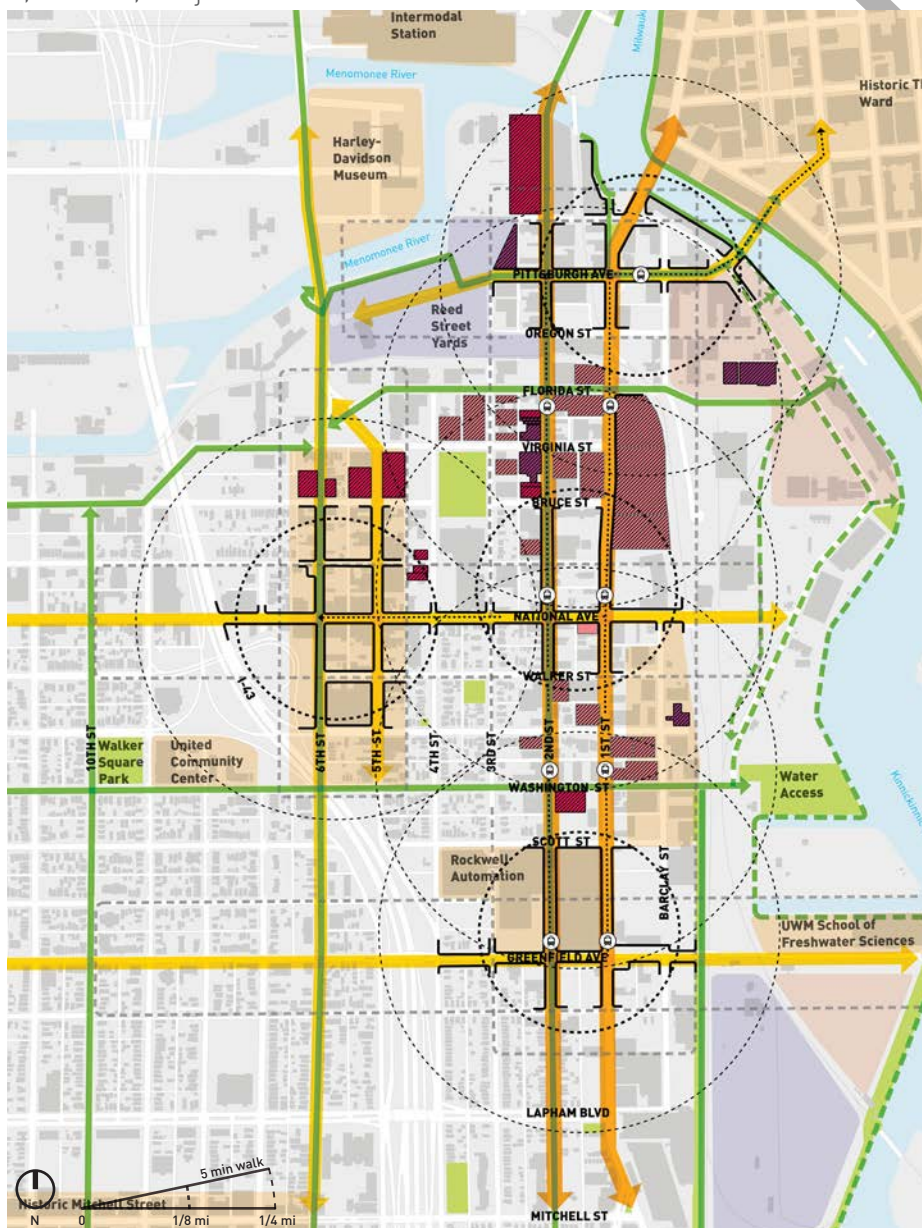 Intermodal
Station
Menomonee River
Historic
Ward
Harley-
Davidson
Museum
Menomonee River
PITTSBURGH AVE
Reed
Street
Yards
OREGON ST
FLORIDA ST
VIRGINIA ST
BRUCE ST
NATIONAL AVE
I-43
WALKER ST
10TH ST
Walker
Square
Park
United
Community
Center
6TH ST
5TH ST
4TH ST
3RD ST
2ND ST
1ST ST
WASHINGTON ST
Water
Access
SCOTT ST
Rockwell
Automation
BARCLAY ST
UWM School of
Freshwater Sciences
GREENFIELD AVE
LAPHAM BLVD
5 min walk
Historic Mitchell Street
N
0
1/8 mi
1/4 mi
MITCHELL ST